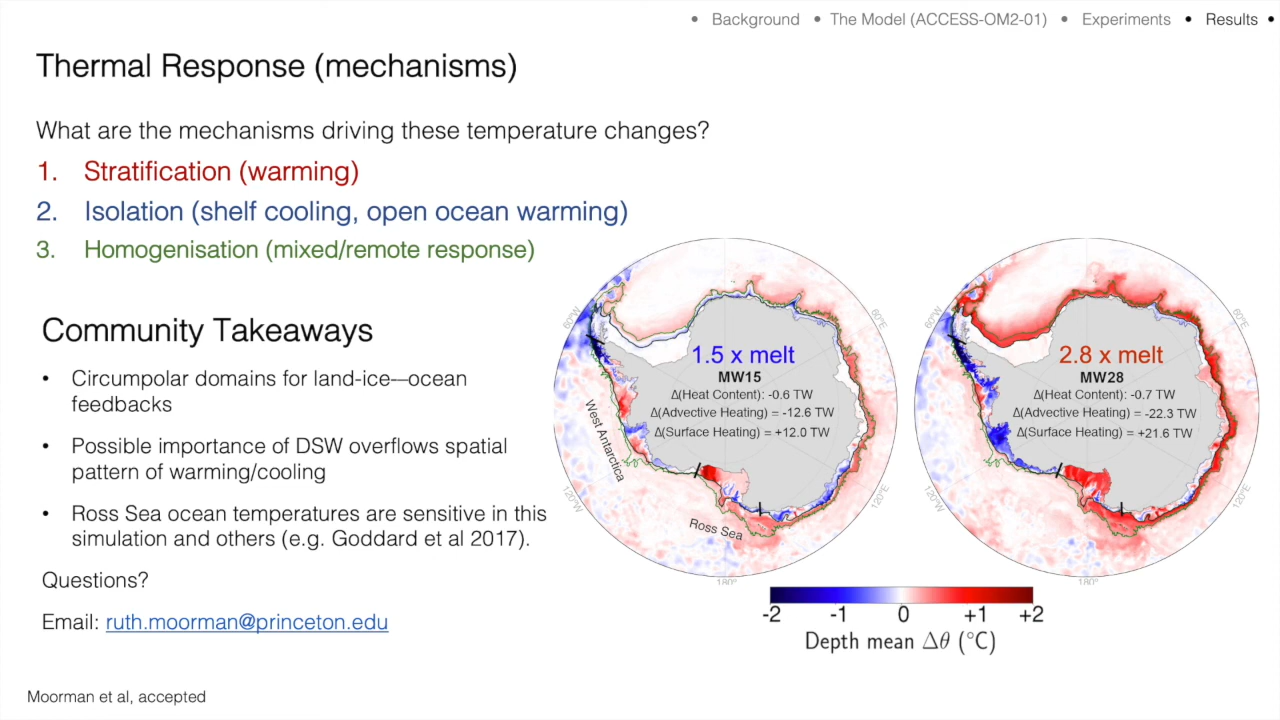 • Background • The Model (ACCESS-OM2-01) • Experiments • Results •
Thermal Response (mechanisms)
What are the mechanisms driving these temperature changes?
1. Stratification (warming)
2. Isolation (shelf cooling, open ocean warming)
3. Homogenisation (mixed/remote response)
Community Takeaways
• Circumpolar domains for land-ice-–ocean
feedbacks
• Possible importance of DSW overflows spatial
pattern of warming/cooling
• Ross Sea ocean temperatures are sensitive in this
simulation and others (e.g. Goddard et al 2017).
Questions?
Email: ruth.moorman@princeton.edu
Moorman et al, accepted
60°W
60°E
1.5 x melt
MW15
Δ(Heat Content): -0.6 TW
Δ(Advective Heating) = -12.6 TW
Δ(Surface Heating) = +12.0 TW
West Antarctica
Ross Sea
120°W
120°E
180°
60°W
60°E
2.8 x melt
MW28
Δ(Heat Content): -0.7 TW
Δ(Advective Heating) = -22.3 TW
Δ(Surface Heating) = +21.6 TW
120°W
120°E
180°
-2 -1 0 +1 +2
Depth mean Δθ (°C)